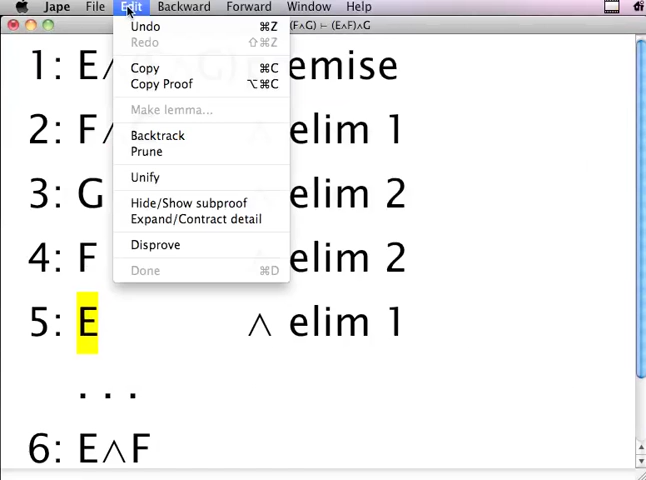 Jape File Edit Backward Forward Window
(F∧G) ⊢ (E∧F)∧G
Undo ⌘Z
Redo ⇧⌘Z
Copy ⌘C
Copy Proof ⌥⌘C
Make lemma...
Backtrack
Prune
Unify
Hide/Show subproof
Expand/Contract detail
Disprove
Done ⌘D
1: E∧ G) emise
2: F∧ ∧ elim 1
3: G elim 2
4: F elim 2
5: E ∧ elim 1
. . .
6: E∧F